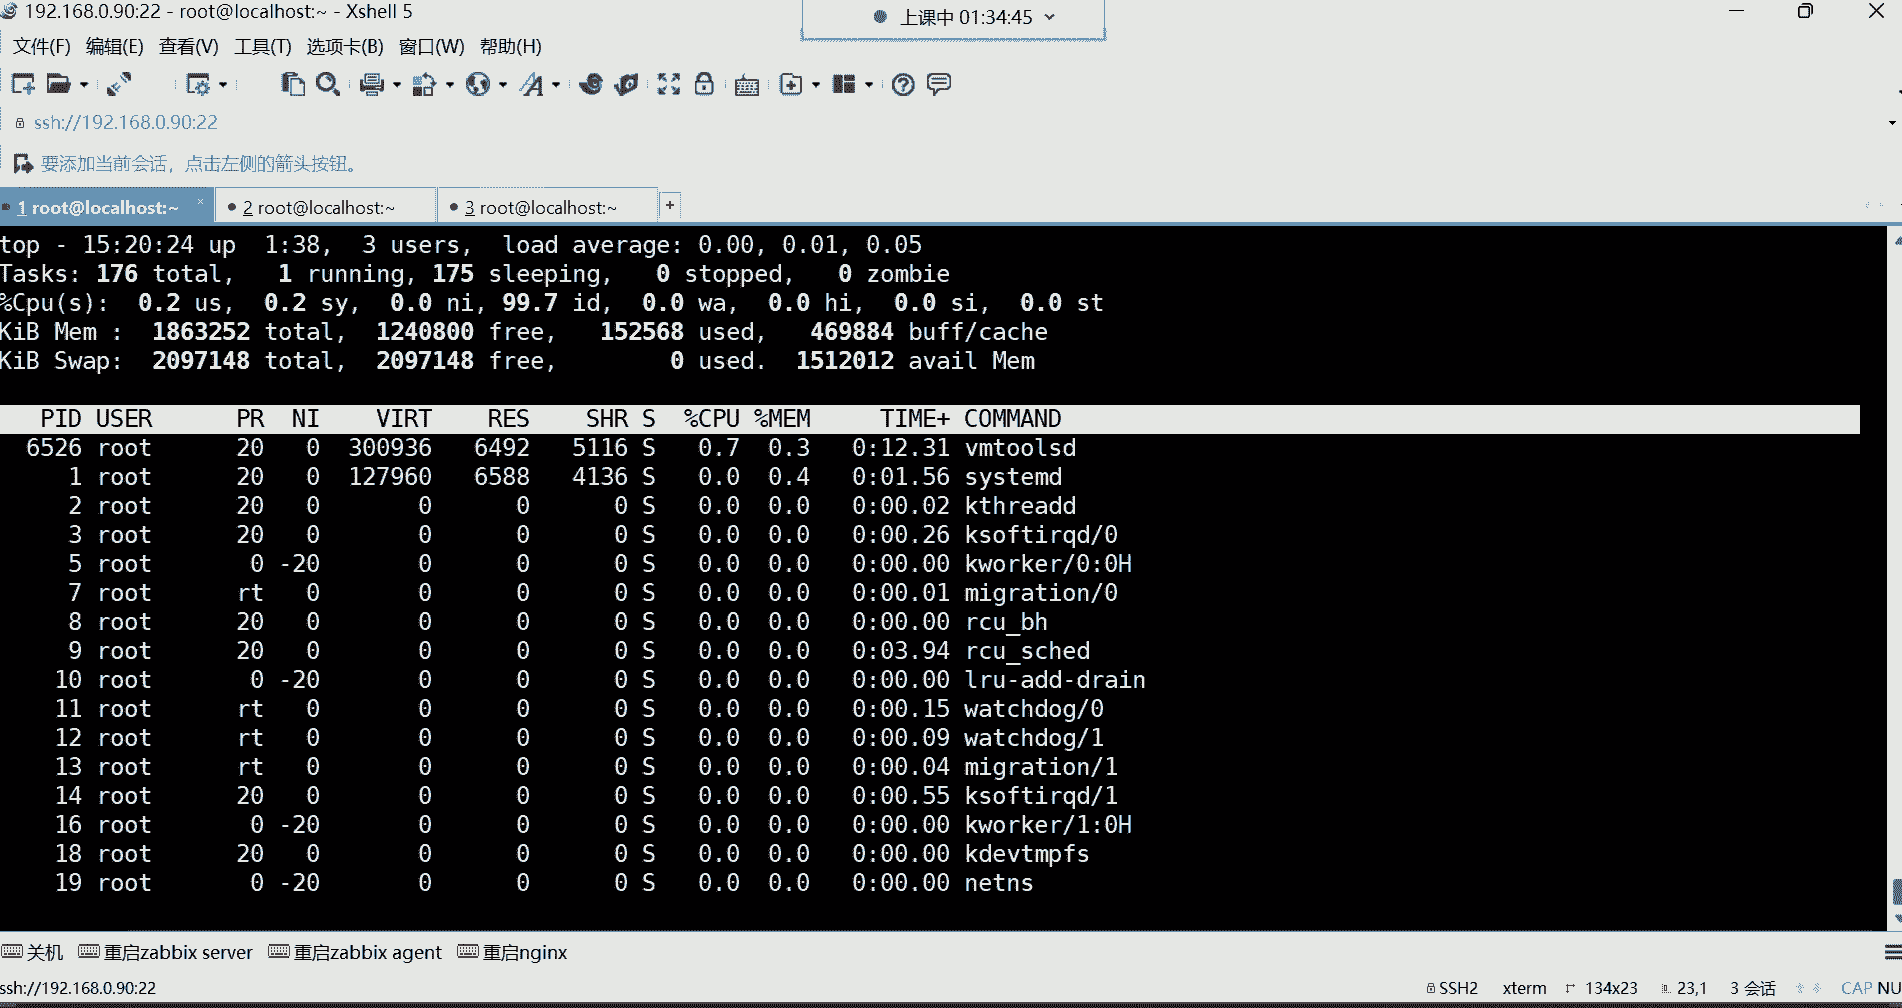 192.168.0.90:22 - root@localhost:~ - Xshell 5
上课中 01:34:45
文件(F) 编辑(E) 查看(V) 工具(T) 选项卡(B) 窗口(W) 帮助(H)
ssh://192.168.0.90:22
要添加当前会话，点击左侧的箭头按钮。
1 root@localhost:~ × 2 root@localhost:~ 3 root@localhost:~ +
top - 15:20:24 up  1:38,  3 users,  load average: 0.00, 0.01, 0.05
Tasks: 176 total,   1 running, 175 sleeping,   0 stopped,   0 zombie
%Cpu(s):  0.2 us,  0.2 sy,  0.0 ni, 99.7 id,  0.0 wa,  0.0 hi,  0.0 si,  0.0 st
KiB Mem :  1863252 total,  1240800 free,   152568 used,   469884 buff/cache
KiB Swap:  2097148 total,  2097148 free,        0 used.  1512012 avail Mem
PID USER PR NI VIRT RES SHR S %CPU %MEM TIME+ COMMAND
6526 root 20 0 300936 6492 5116 S 0.7 0.3 0:12.31 vmtoolsd
1 root 20 0 127960 6588 4136 S 0.0 0.4 0:01.56 systemd
2 root 20 0 0 0 0 S 0.0 0.0 0:00.02 kthreadd
3 root 20 0 0 0 0 S 0.0 0.0 0:00.26 ksoftirqd/0
5 root 0 -20 0 0 0 S 0.0 0.0 0:00.00 kworker/0:0H
7 root rt 0 0 0 0 S 0.0 0.0 0:00.01 migration/0
8 root 20 0 0 0 0 S 0.0 0.0 0:00.00 rcu_bh
9 root 20 0 0 0 0 S 0.0 0.0 0:03.94 rcu_sched
10 root 0 -20 0 0 0 S 0.0 0.0 0:00.00 lru-add-drain
11 root rt 0 0 0 0 S 0.0 0.0 0:00.15 watchdog/0
12 root rt 0 0 0 0 S 0.0 0.0 0:00.09 watchdog/1
13 root rt 0 0 0 0 S 0.0 0.0 0:00.04 migration/1
14 root 20 0 0 0 0 S 0.0 0.0 0:00.55 ksoftirqd/1
16 root 0 -20 0 0 0 S 0.0 0.0 0:00.00 kworker/1:0H
18 root 20 0 0 0 0 S 0.0 0.0 0:00.00 kdevtmpfs
19 root 0 -20 0 0 0 S 0.0 0.0 0:00.00 netns
关机 重启zabbix server 重启zabbix agent 重启nginx
ssh://192.168.0.90:22 SSH2 xterm 134x23 23,1 3 会话 CAP NU